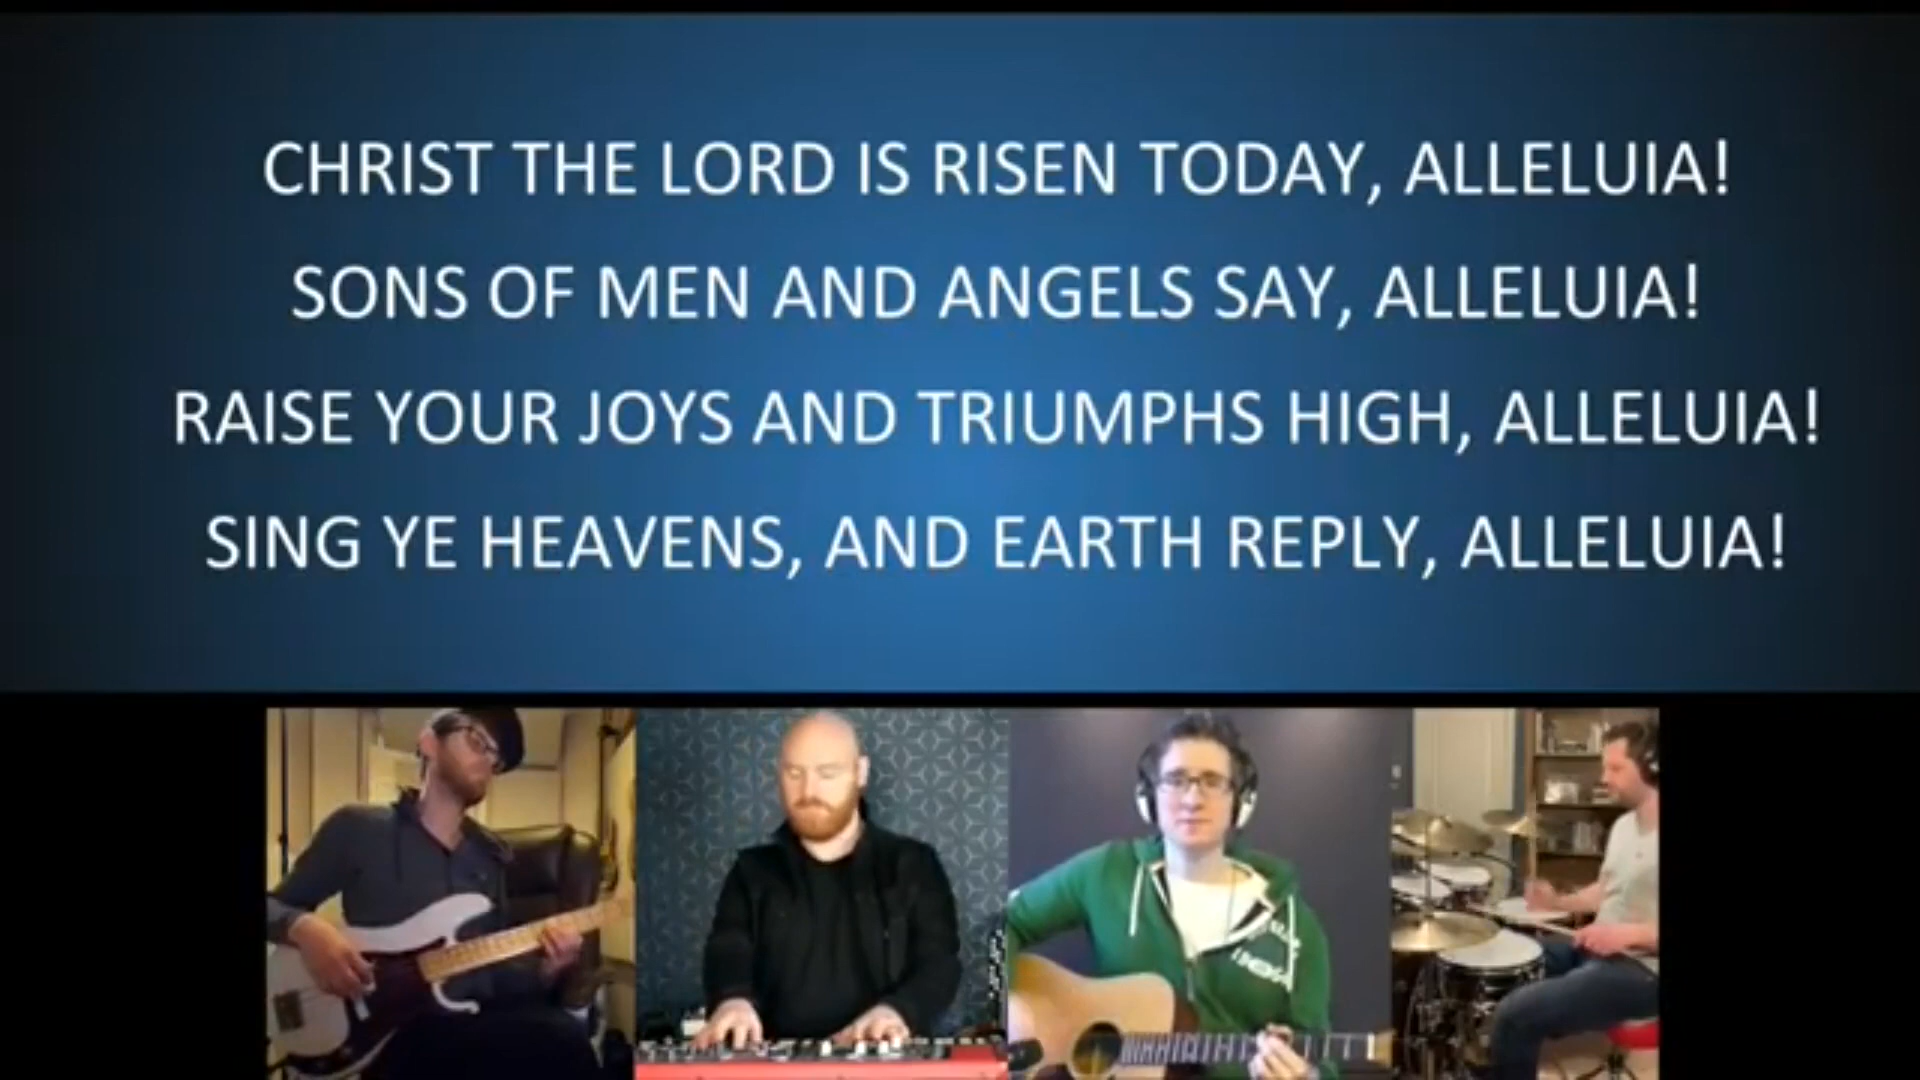 CHRIST THE LORD IS RISEN TODAY, ALLELUIA!
SONS OF MEN AND ANGELS SAY, ALLELUIA!
RAISE YOUR JOYS AND TRIUMPHS HIGH, ALLELUIA!
SING YE HEAVENS, AND EARTH REPLY, ALLELUIA!